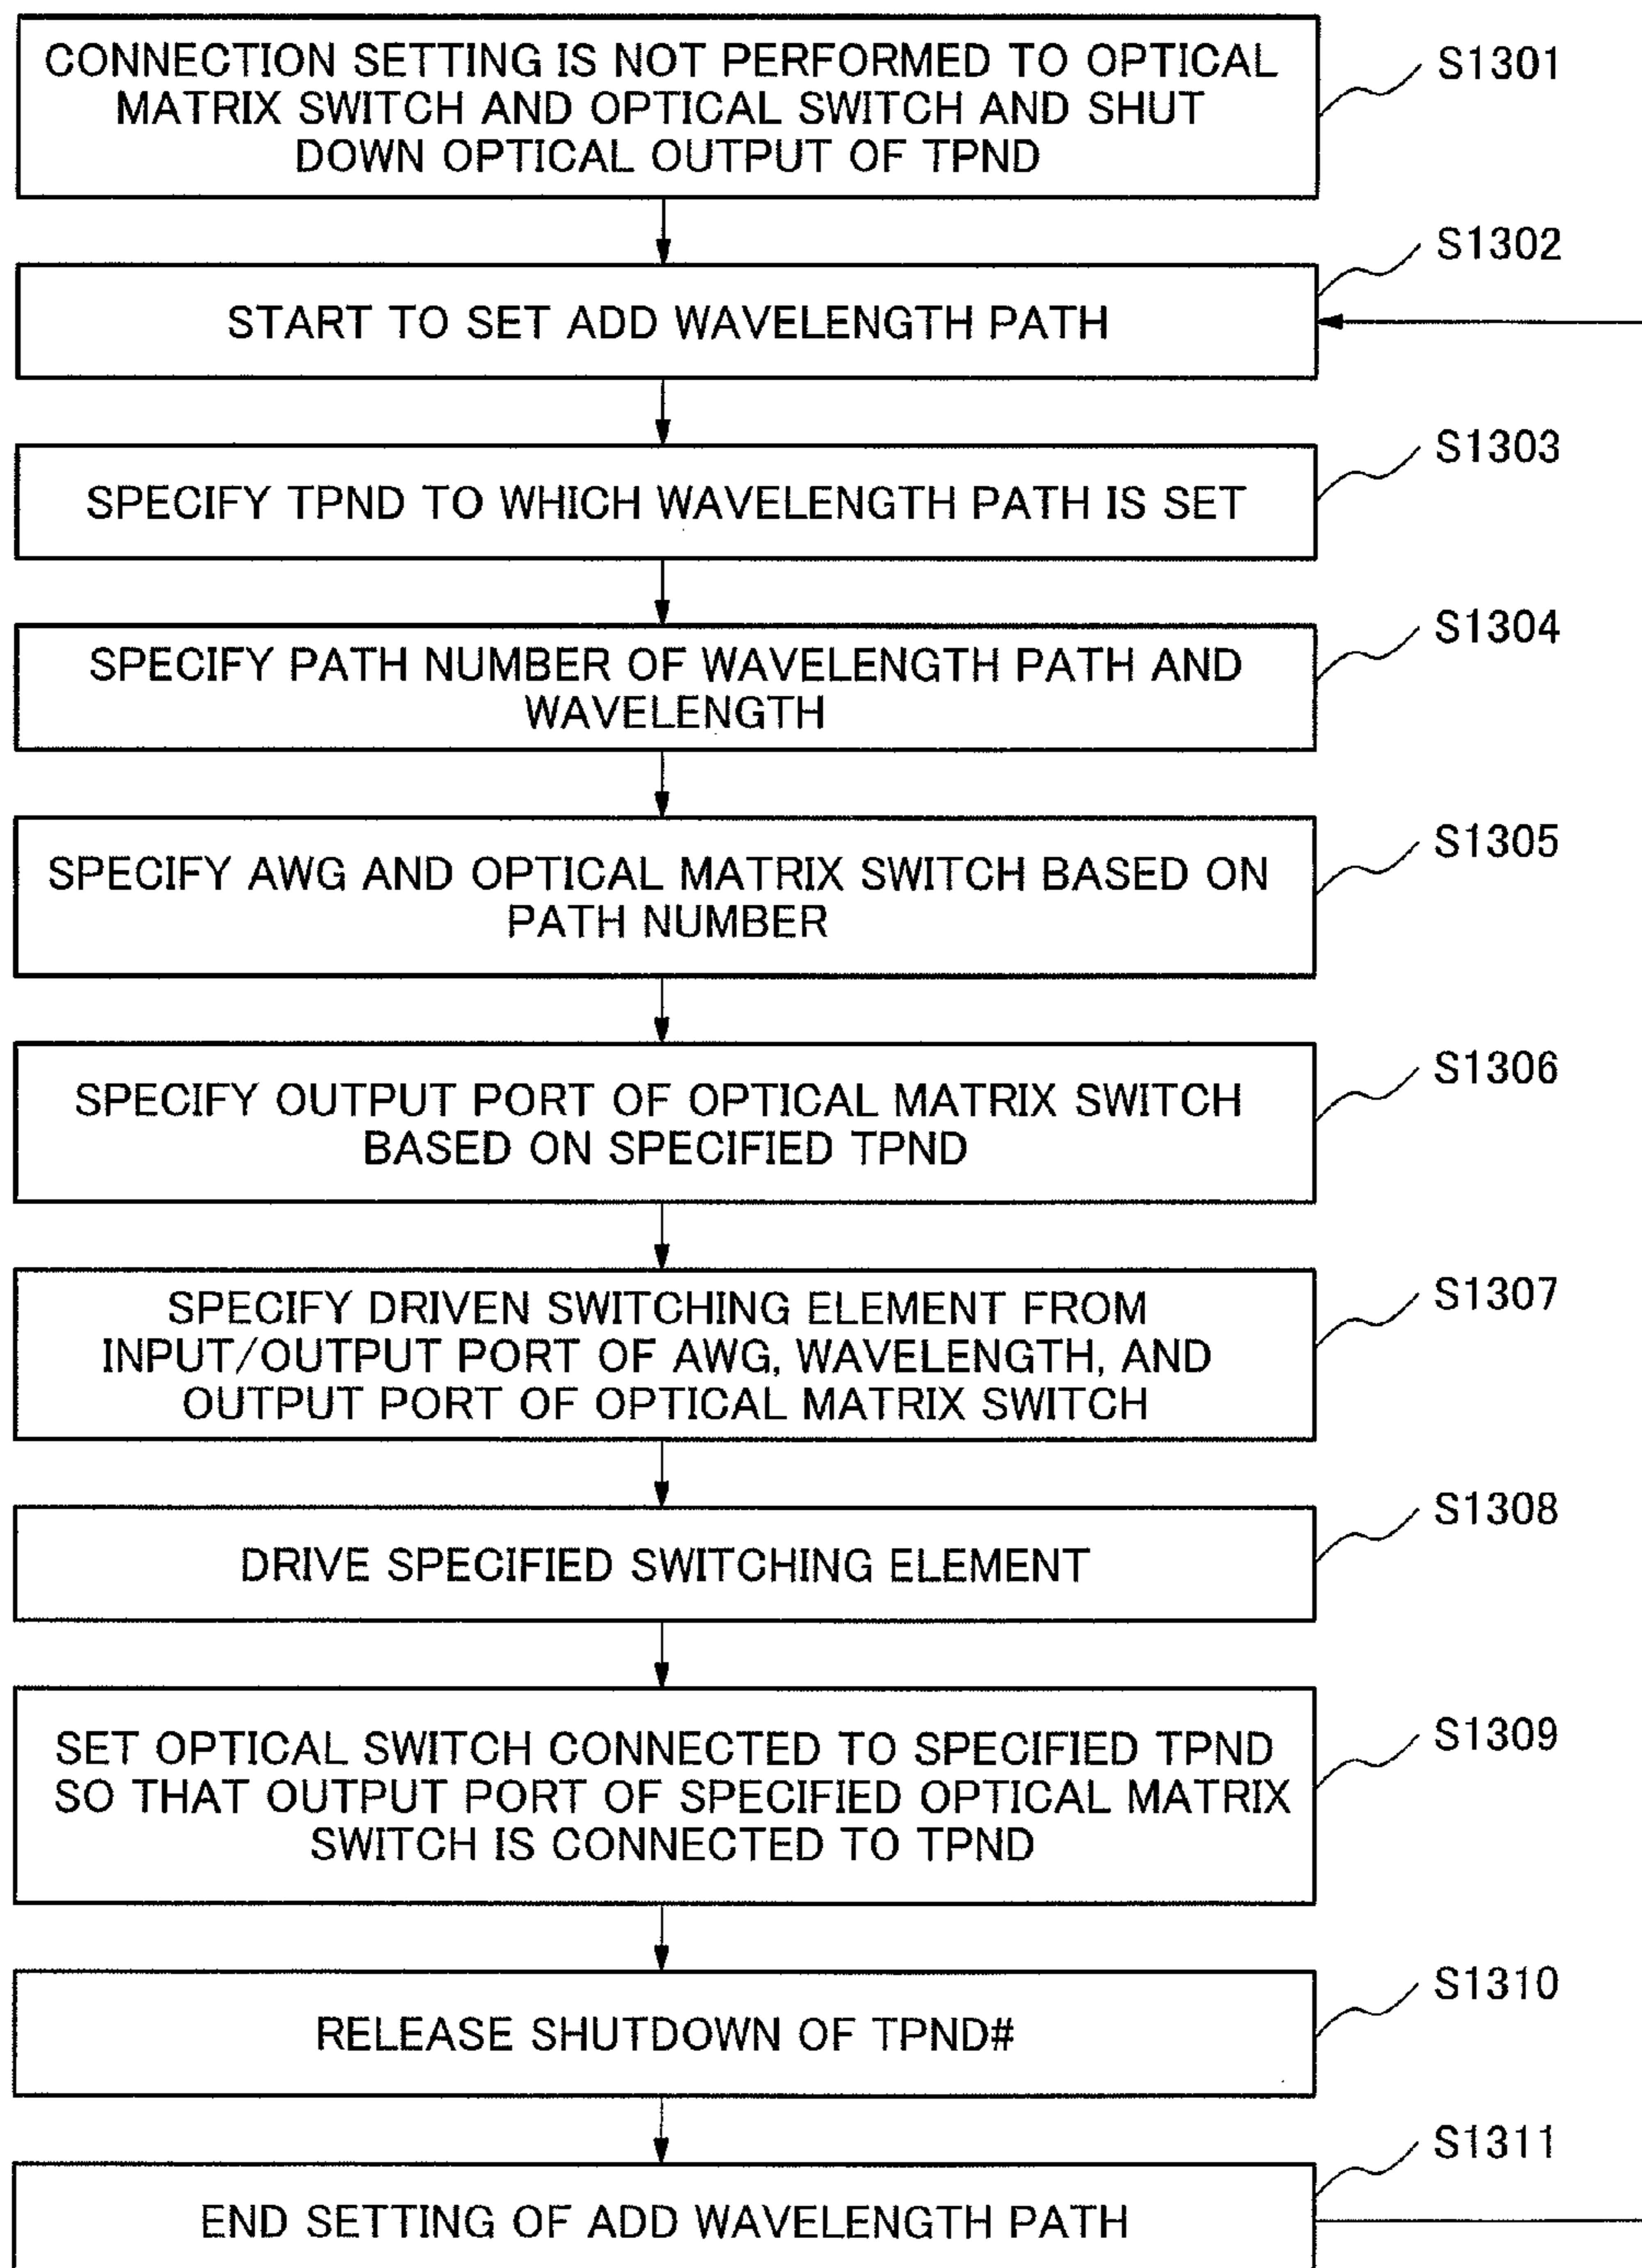 CONNECTION SETTING IS NOT PERFORMED TO OPTICAL
MATRIX SWITCH AND OPTICAL SWITCH AND SHUT
DOWN OPTICAL OUTPUT OF TPND
S1301
START TO SET ADD WAVELENGTH PATH
S1302
SPECIFY TPND TO WHICH WAVELENGTH PATH IS SET
S1303
SPECIFY PATH NUMBER OF WAVELENGTH PATH AND
WAVELENGTH
S1304
SPECIFY AWG AND OPTICAL MATRIX SWITCH BASED ON
PATH NUMBER
S1305
SPECIFY OUTPUT PORT OF OPTICAL MATRIX SWITCH
BASED ON SPECIFIED TPND
S1306
SPECIFY DRIVEN SWITCHING ELEMENT FROM
INPUT/OUTPUT PORT OF AWG, WAVELENGTH, AND
OUTPUT PORT OF OPTICAL MATRIX SWITCH
S1307
DRIVE SPECIFIED SWITCHING ELEMENT
S1308
SET OPTICAL SWITCH CONNECTED TO SPECIFIED TPND
SO THAT OUTPUT PORT OF SPECIFIED OPTICAL MATRIX
SWITCH IS CONNECTED TO TPND
S1309
RELEASE SHUTDOWN OF TPND#
S1310
END SETTING OF ADD WAVELENGTH PATH
S1311